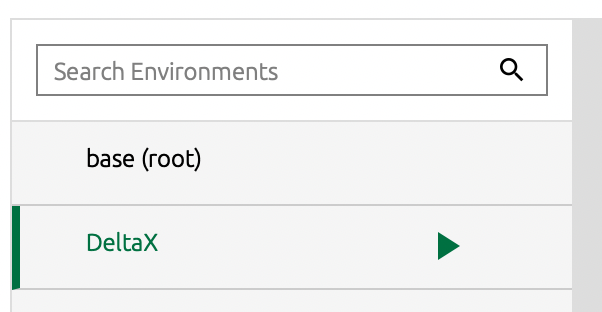 Search Environments
base (root)
DeltaX